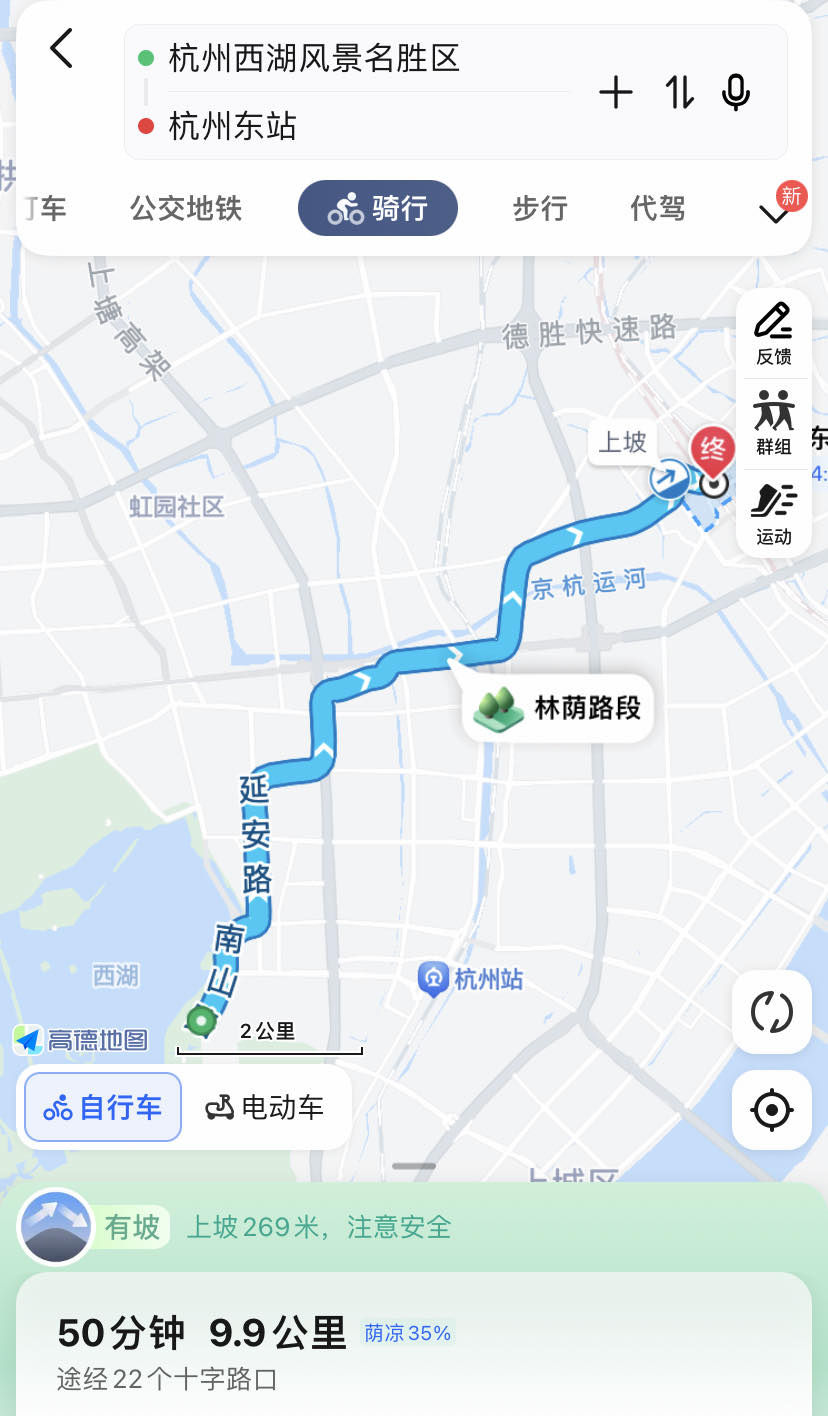 杭州西湖风景名胜区
杭州东站
车
公交地铁
骑行
步行
代驾
新
上塘高架
德胜快速路
反馈
群组
运动
上坡
终
东
4:
虹园社区
京杭运河
林荫路段
延安路
南山
西湖
杭州站
高德地图
2公里
自行车
电动车
上城区
有坡
上坡269米，注意安全
50分钟 9.9公里 荫凉35%
途经22个十字路口